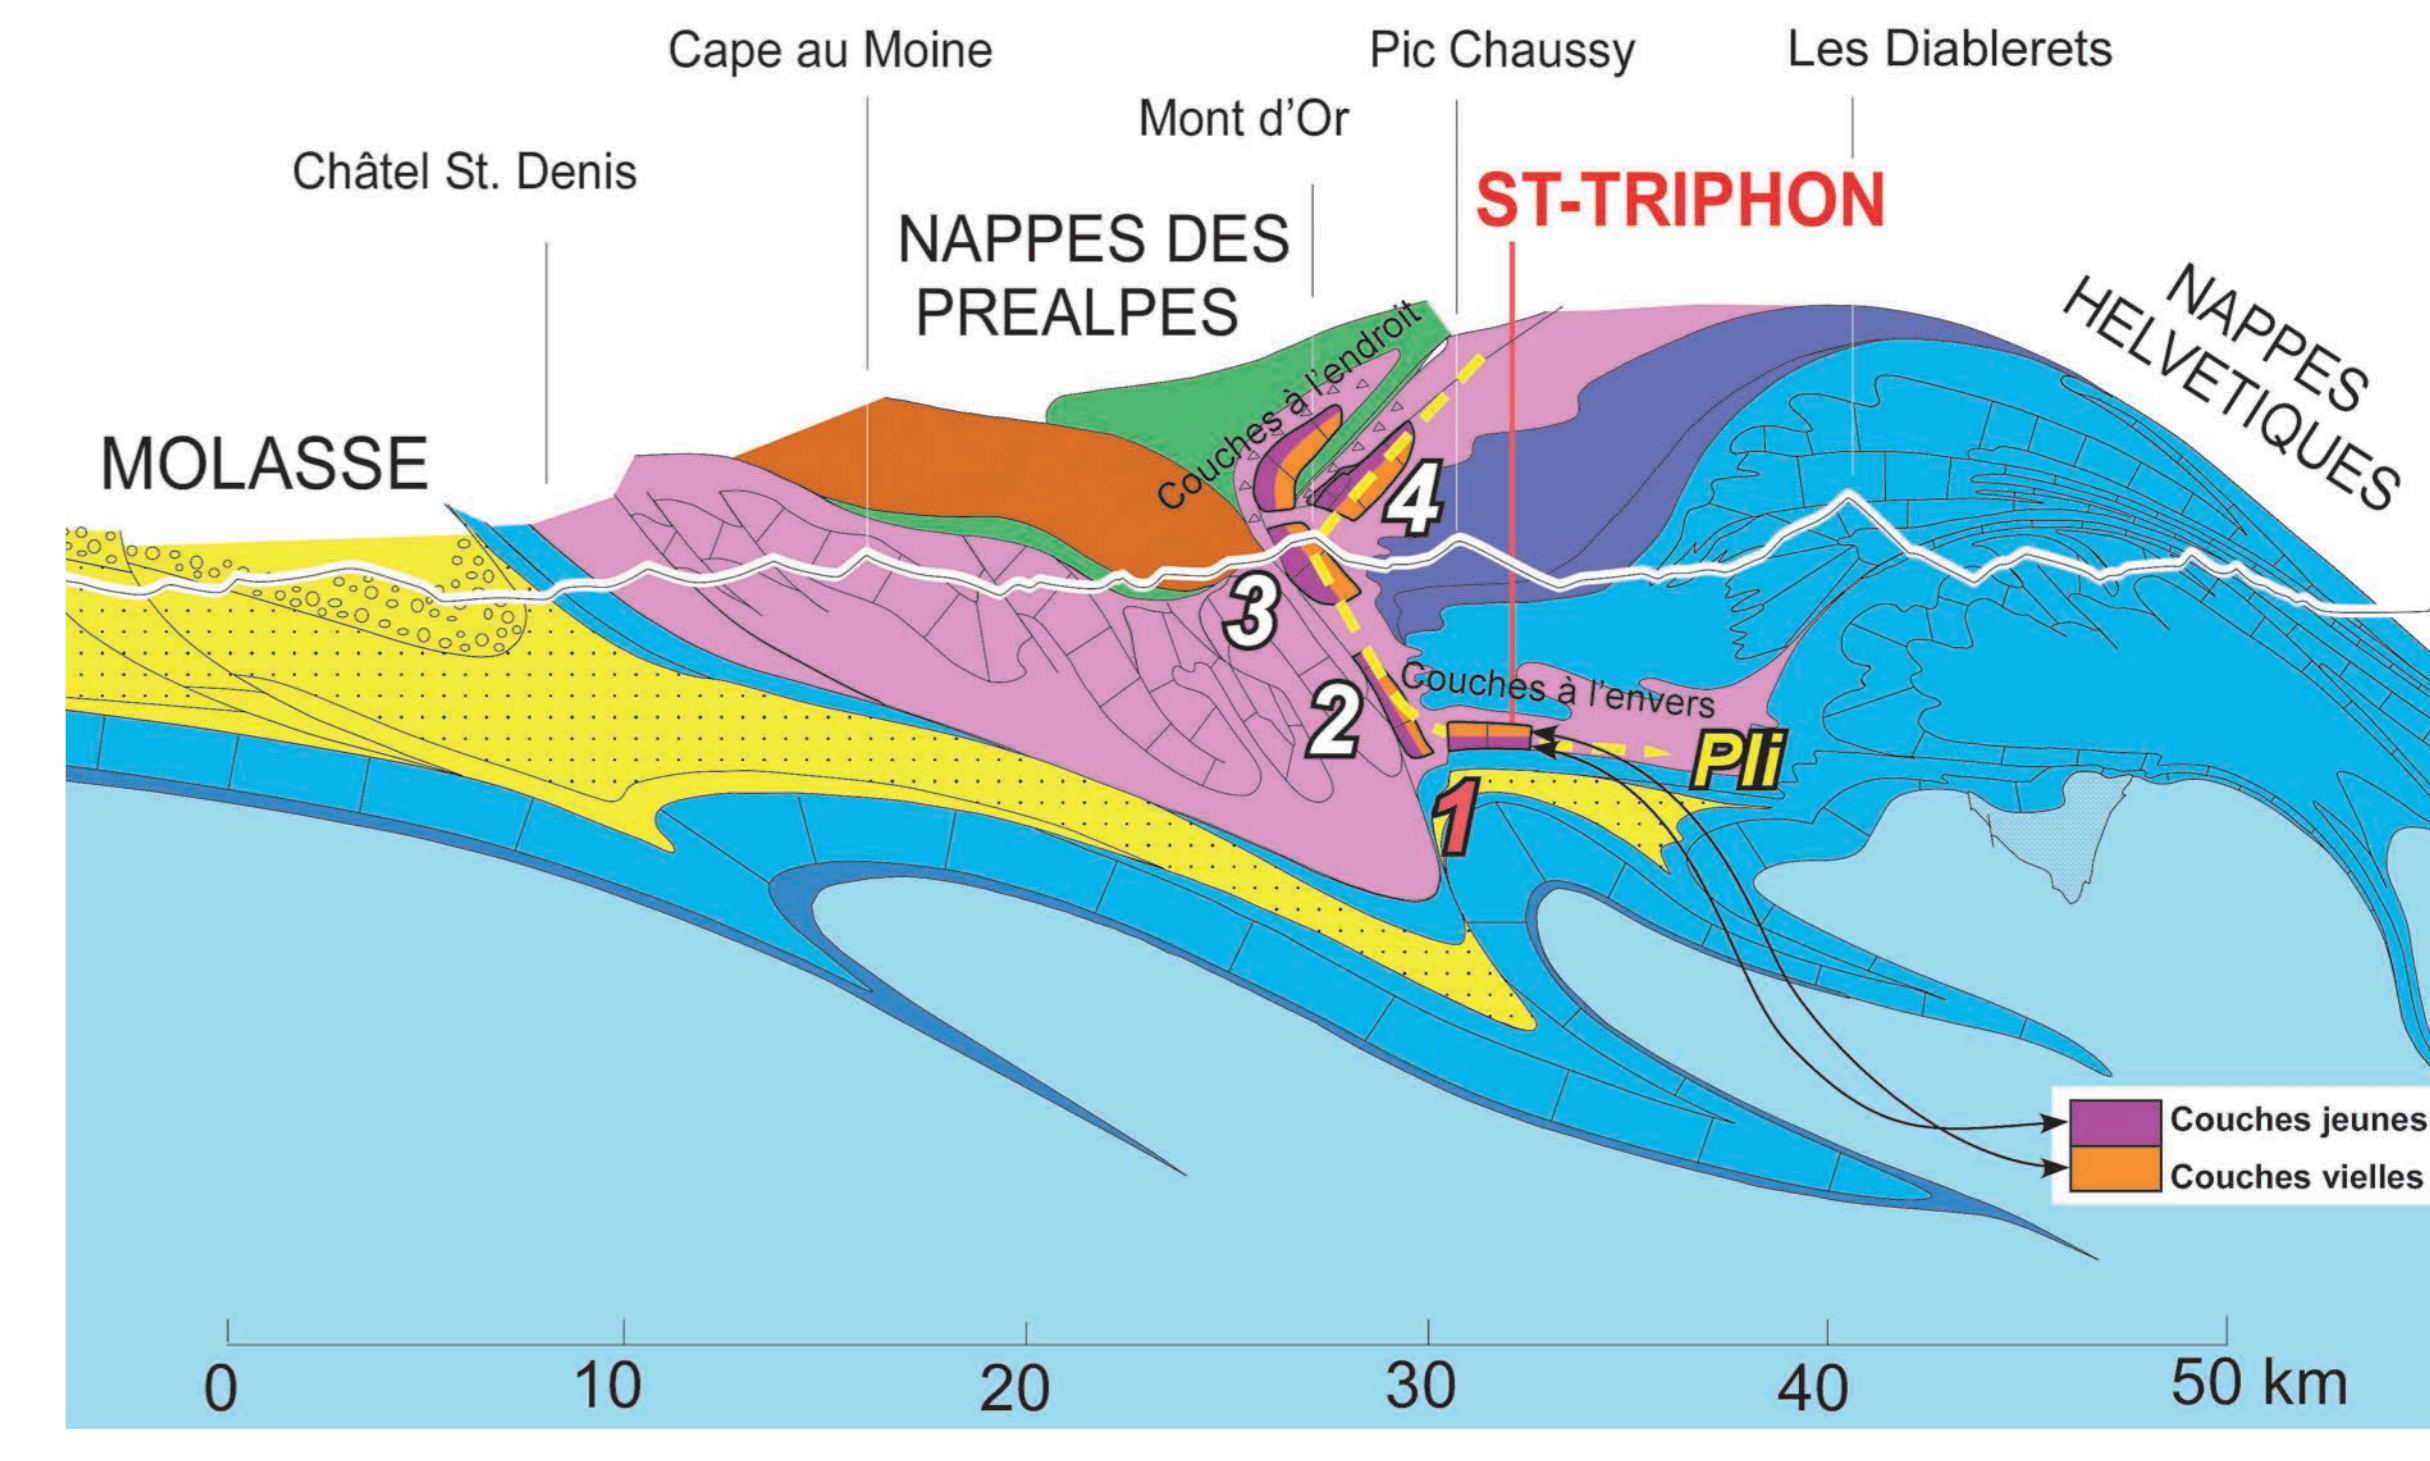 Cape au Moine
Pic Chaussy
Les Diablerets
Mont d'Or
Châtel St. Denis
ST-TRIPHON
NAPPES DES
PREALPES
NAPPES
HELVETIQUES
MOLASSE
Couches à l'endroit
4
3
2
Couches à l'envers
Pli
1
Couches jeunes
Couches vielles
0
10
20
30
40
50 km